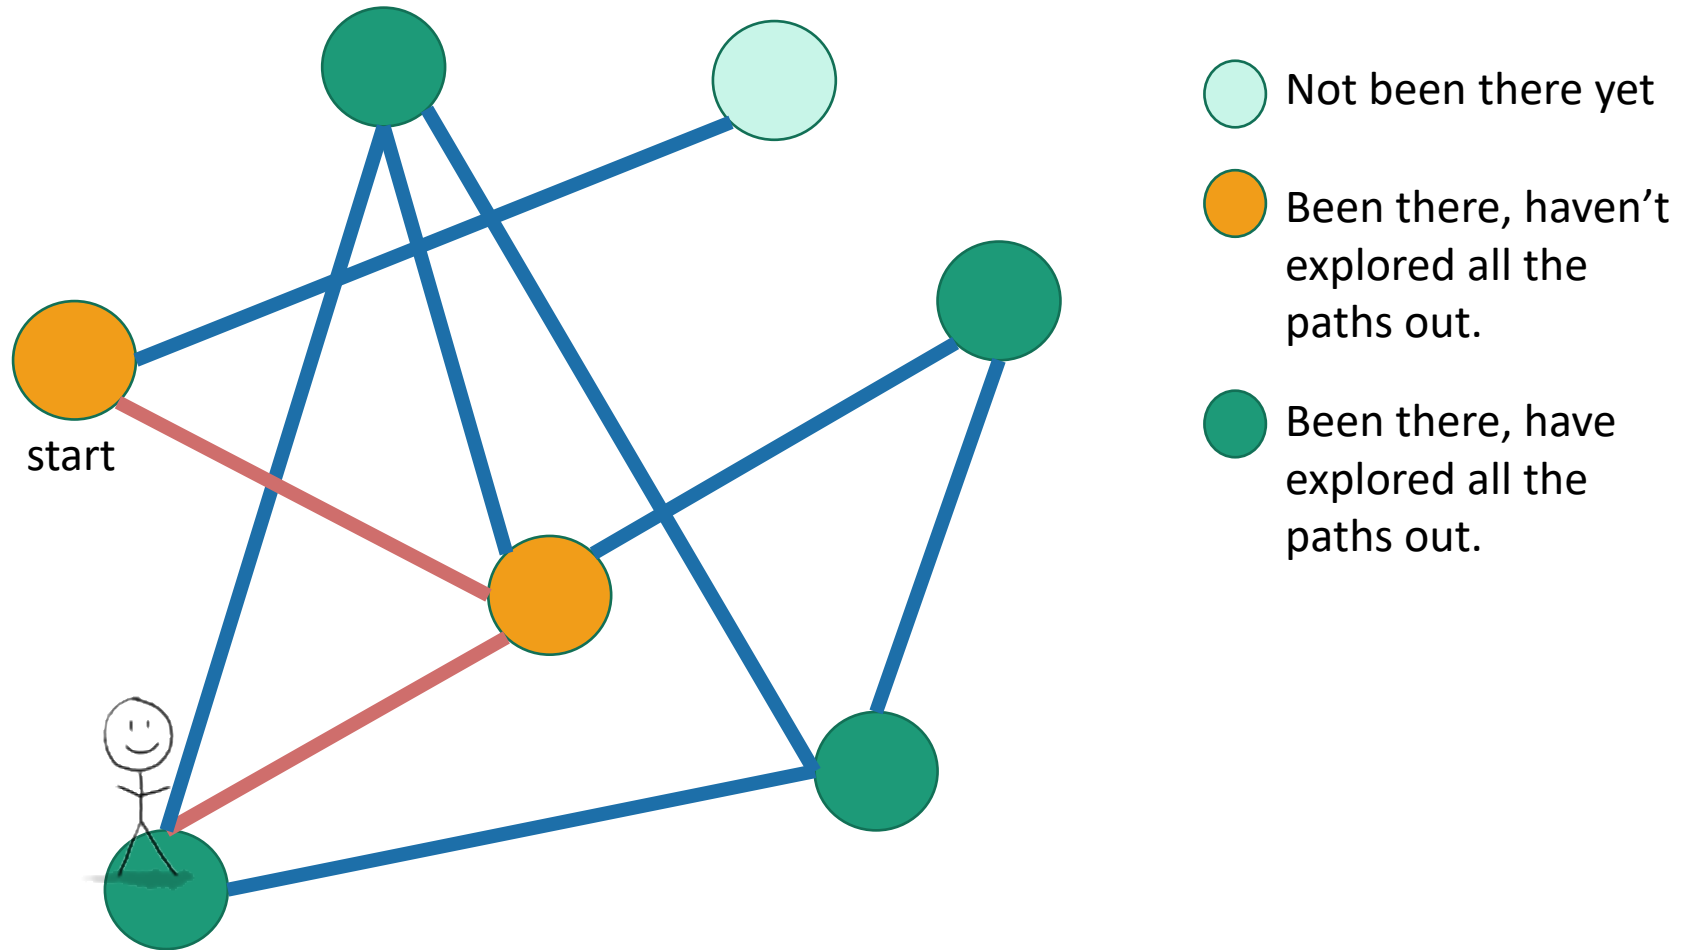 Not been there yet
Been there, haven’t
explored all the
paths out.
Been there, have
explored all the
paths out.
start